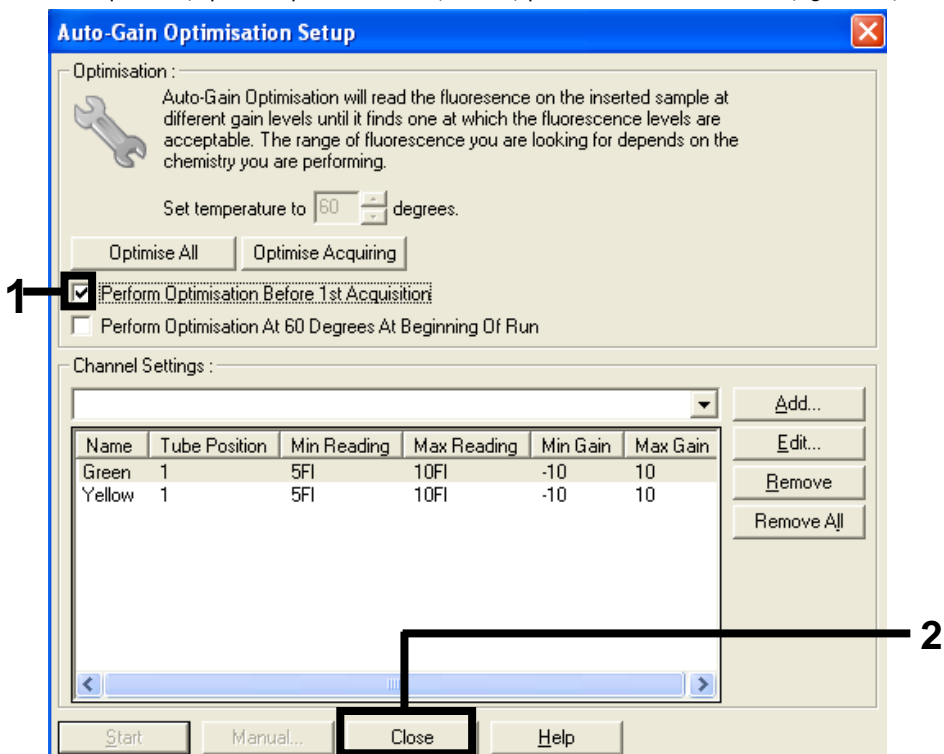 Auto-Gain Optimisation Setup
Optimisation :
Auto-Gain Optimisation will read the fluoresence on the inserted sample at
different gain levels until it finds one at which the fluorescence levels are
acceptable. The range of fluorescence you are looking for depends on the
chemistry you are performing.
Set temperature to 60 degrees.
Optimise All Optimise Acquiring
1
Perform Optimisation Before 1st Acquisition
Perform Optimisation At 60 Degrees At Beginning Of Run
Channel Settings :
Add...
Name Tube Position Min Reading Max Reading Min Gain Max Gain Edit...
Green 1 5Fl 10Fl -10 10
Remove
Yellow 1 5Fl 10Fl -10 10
Remove All
2
Start Manual... Close Help